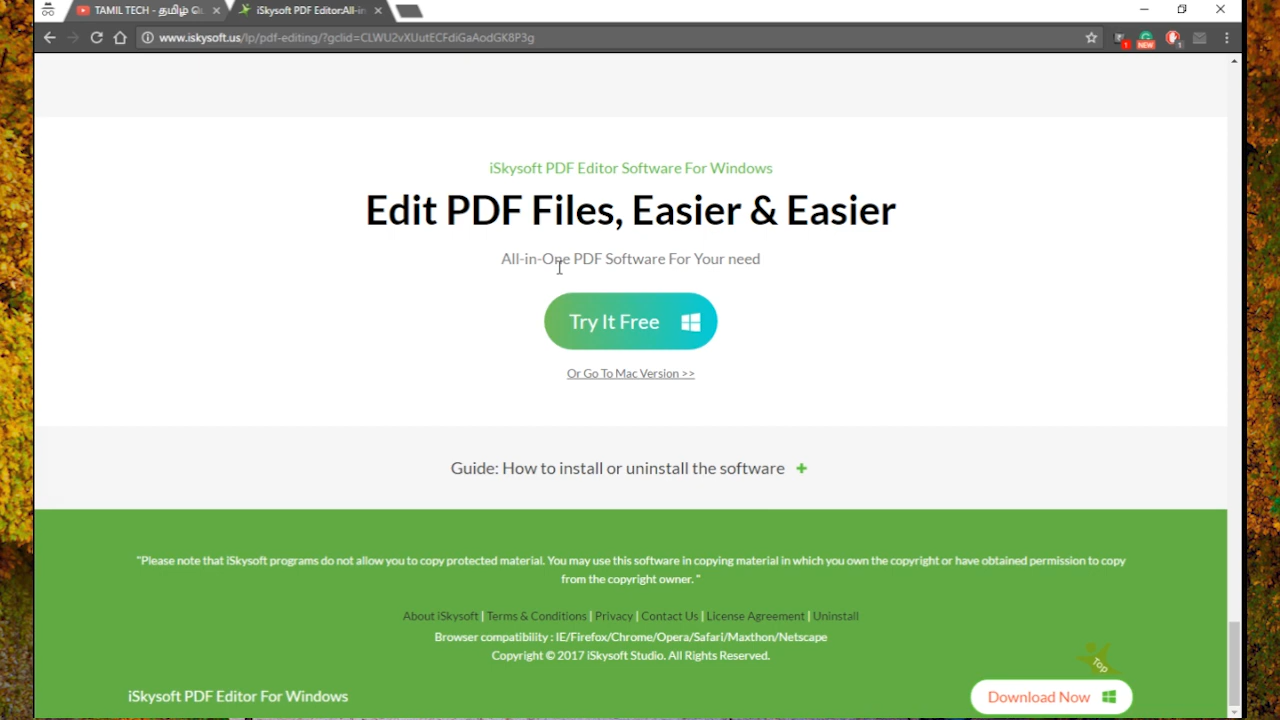 TAMIL TECH - தமிழ்
iSkysoft PDF Editor:All-in
www.iskysoft.us/lp/pdf-editing/?gclid=CLWU2vXUutECFdiGaAodGK8P3g
1
NEW
1
iSkysoft PDF Editor Software For Windows
Edit PDF Files, Easier & Easier
All-in-One PDF Software For Your need
Try It Free
Or Go To Mac Version >>
Guide: How to install or uninstall the software +
"Please note that iSkysoft programs do not allow you to copy protected material. You may use this software in copying material in which you own the copyright or have obtained permission to copy
from the copyright owner. "
About iSkysoft | Terms & Conditions | Privacy | Contact Us | License Agreement | Uninstall
Browser compatibility : IE/Firefox/Chrome/Opera/Safari/Maxthon/Netscape
Copyright © 2017 iSkysoft Studio. All Rights Reserved.
Top
iSkysoft PDF Editor For Windows
Download Now